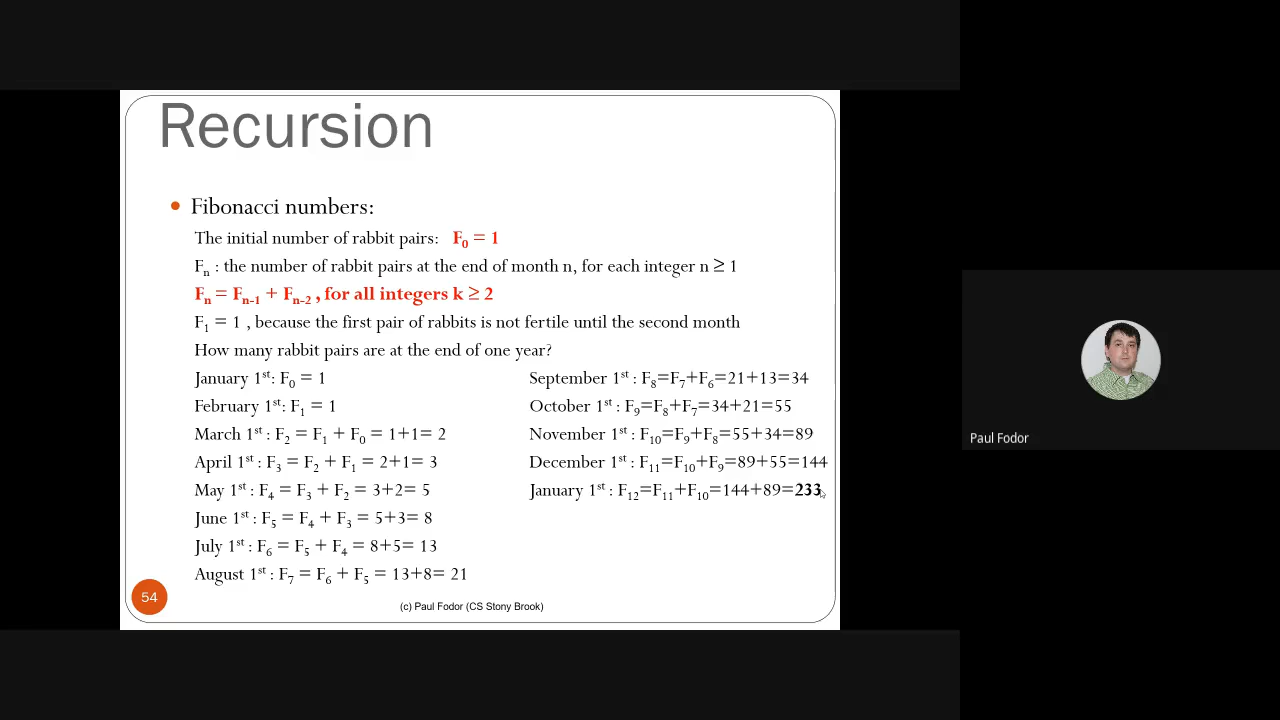 Recursion
• Fibonacci numbers:
The initial number of rabbit pairs: F₀ = 1
Fₙ : the number of rabbit pairs at the end of month n, for each integer n ≥ 1
Fₙ = Fₙ₋₁ + Fₙ₋₂ , for all integers k ≥ 2
F₁ = 1 , because the first pair of rabbits is not fertile until the second month
How many rabbit pairs are at the end of one year?
January 1ˢᵗ: F₀ = 1
February 1ˢᵗ: F₁ = 1
March 1ˢᵗ : F₂ = F₁ + F₀ = 1+1= 2
April 1ˢᵗ : F₃ = F₂ + F₁ = 2+1= 3
May 1ˢᵗ : F₄ = F₃ + F₂ = 3+2= 5
June 1ˢᵗ : F₅ = F₄ + F₃ = 5+3= 8
July 1ˢᵗ : F₆ = F₅ + F₄ = 8+5= 13
August 1ˢᵗ : F₇ = F₆ + F₅ = 13+8= 21
September 1ˢᵗ : F₈=F₇+F₆=21+13=34
October 1ˢᵗ : F₉=F₈+F₇=34+21=55
November 1ˢᵗ : F₁₀=F₉+F₈=55+34=89
December 1ˢᵗ : F₁₁=F₁₀+F₉=89+55=144
January 1ˢᵗ : F₁₂=F₁₁+F₁₀=144+89=233
54
(c) Paul Fodor (CS Stony Brook)
Paul Fodor